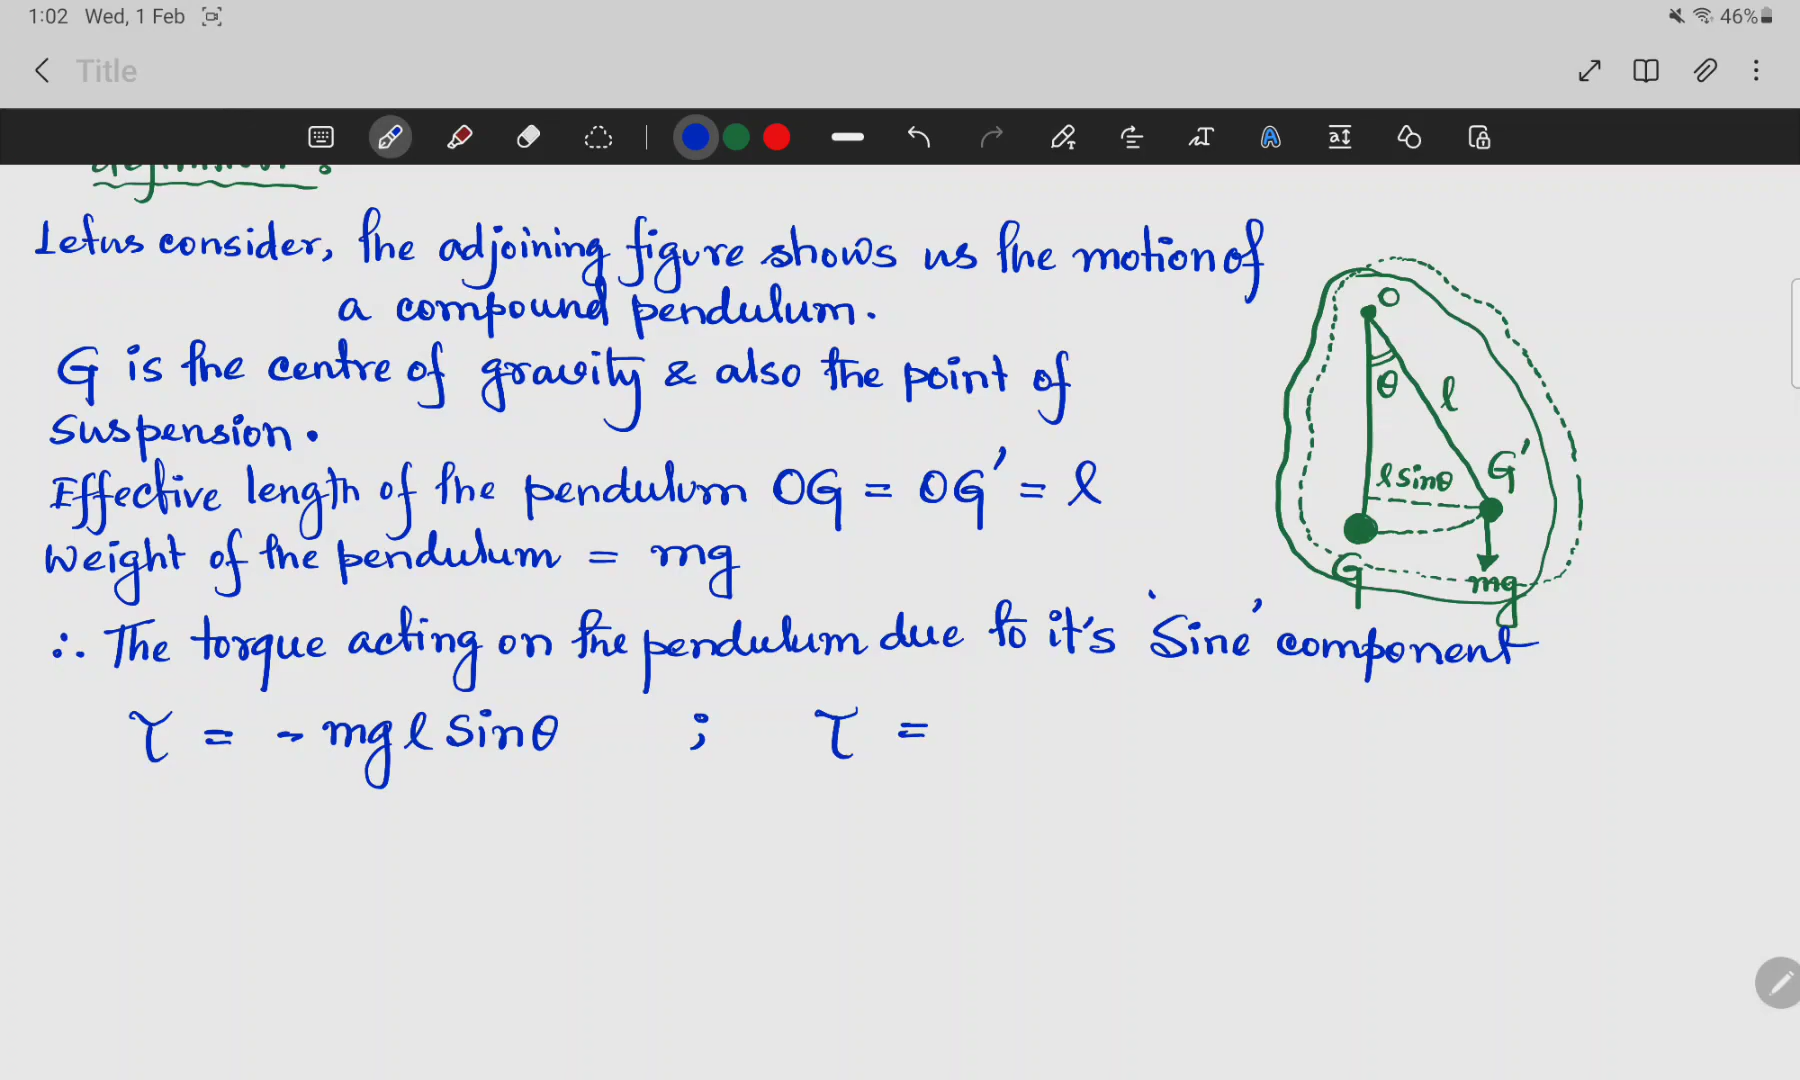 1:02 Wed, 1 Feb 46%
Title
Let us consider, the adjoining figure shows us the motion of
a compound pendulum.
G is the centre of gravity & also the point of
suspension.
Effective length of the pendulum OG = OG' = l
Weight of the pendulum = mg
∴ The torque acting on the pendulum due to it's 'Sine' component
τ = - mg l Sinθ ; τ =
O
θ
l
l sinθ
G'
G
mg